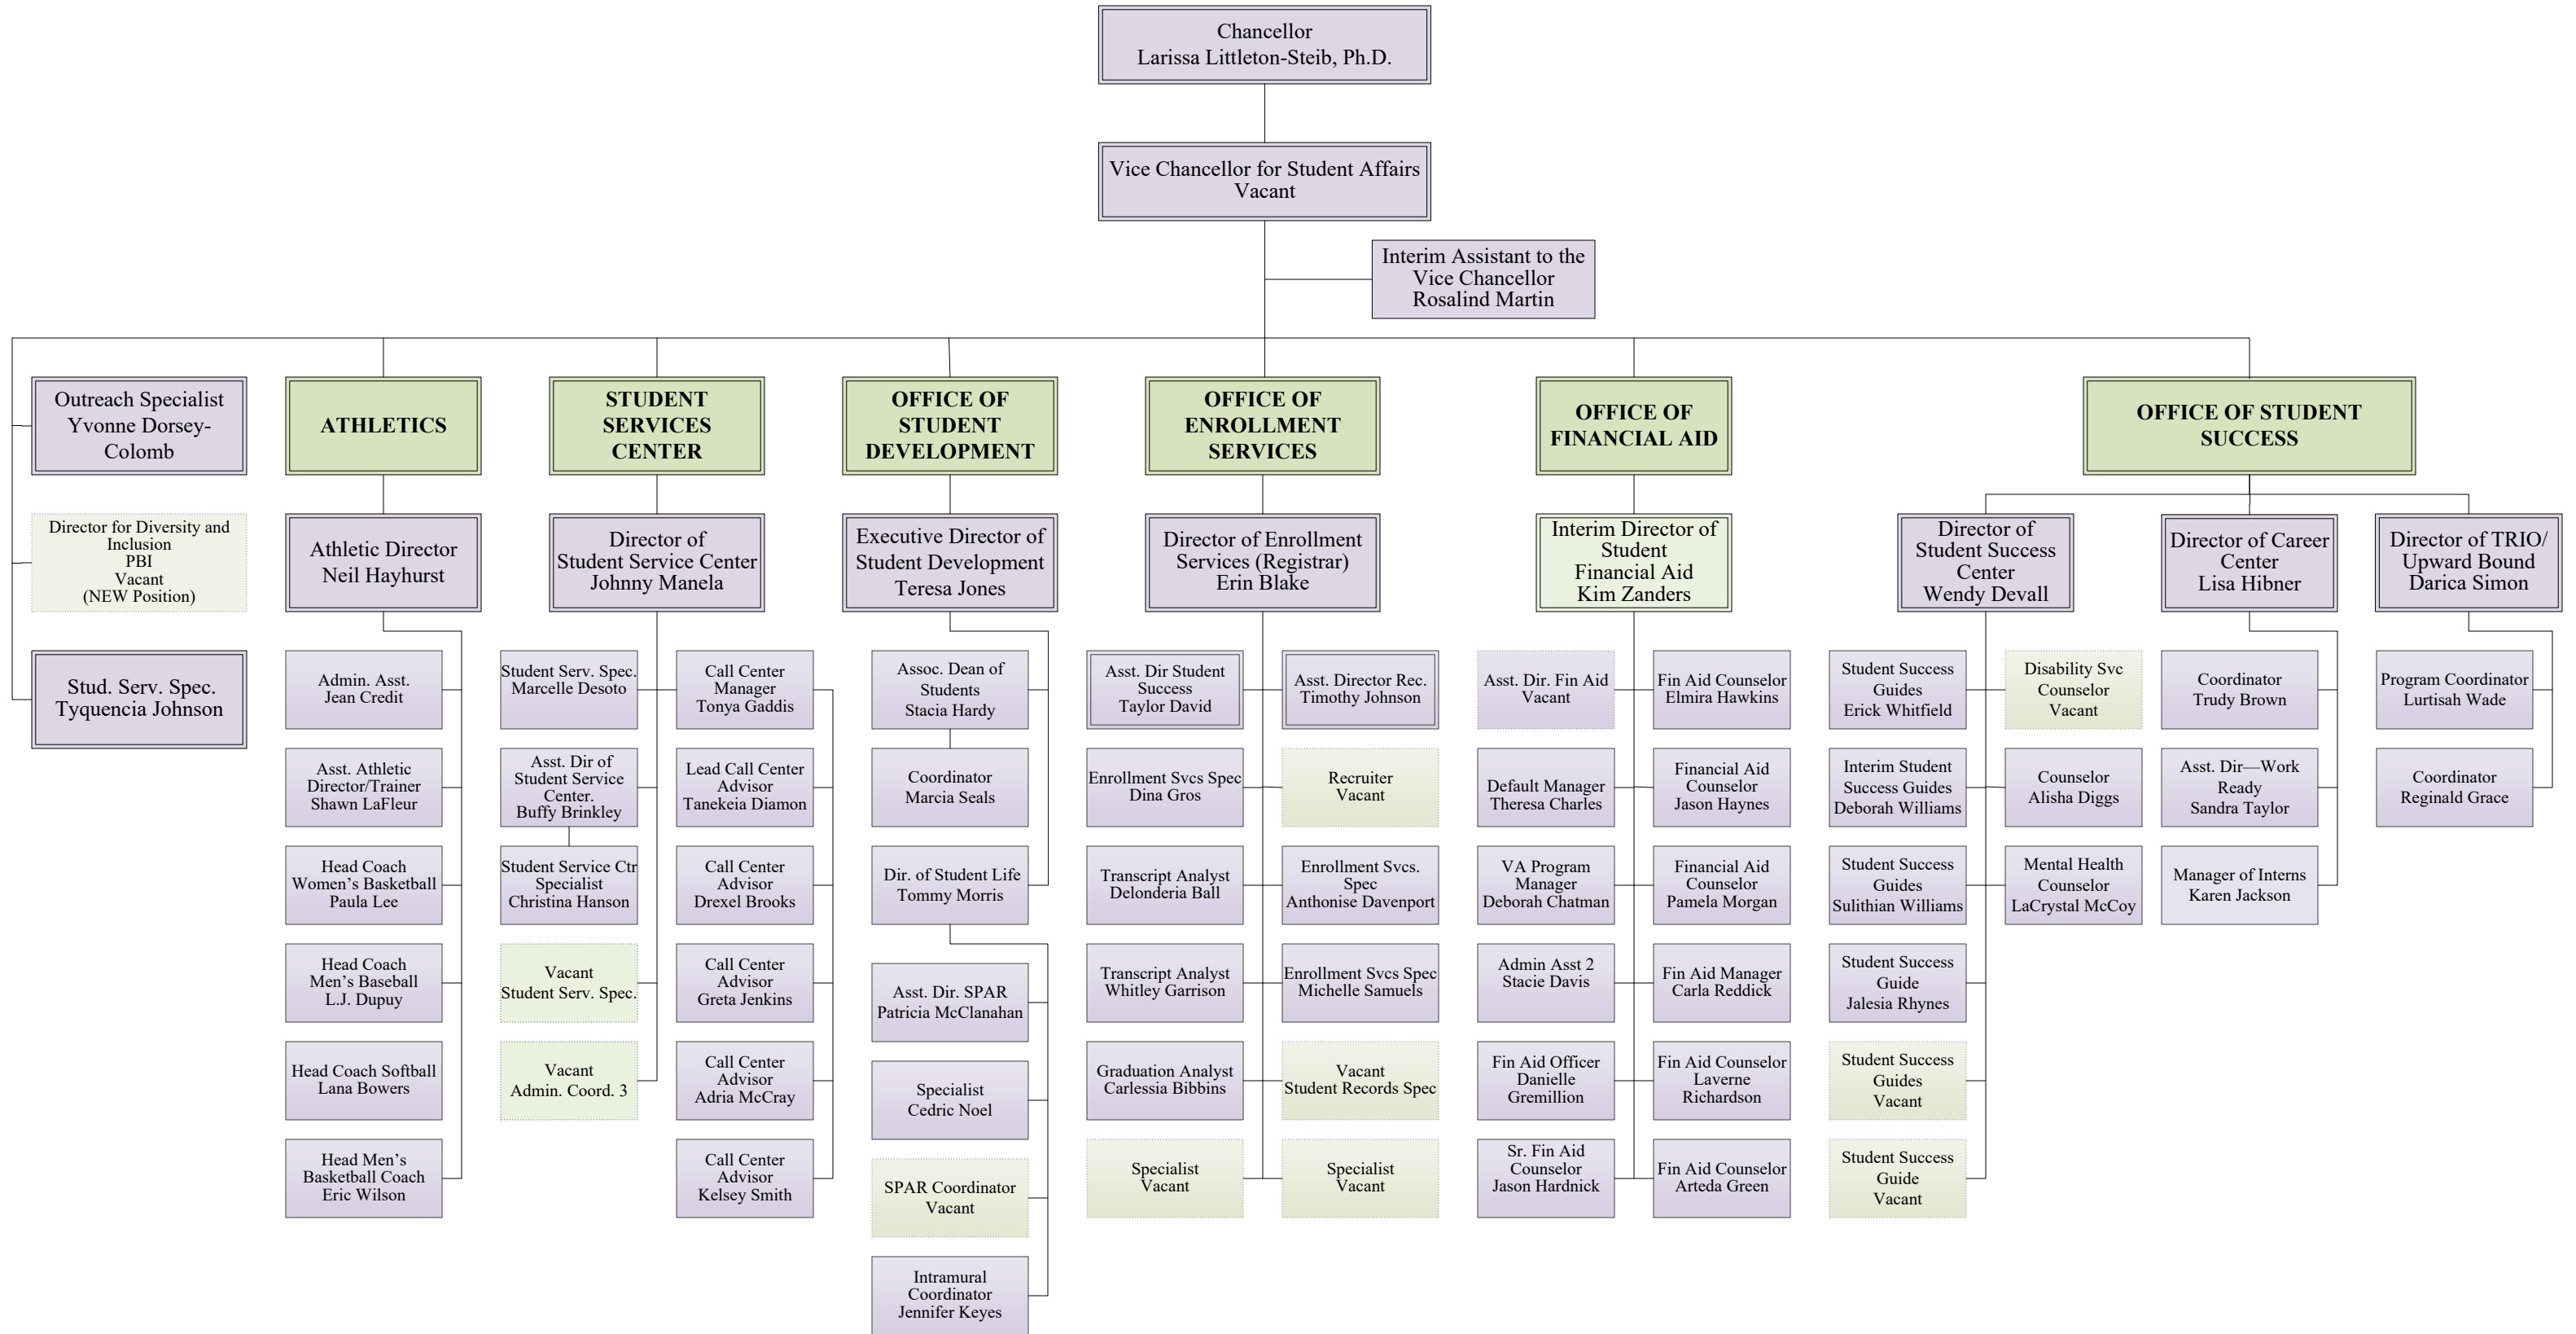 Chancellor
Larissa Littleton-Steib, Ph.D.
Vice Chancellor for Student Affairs
Vacant
Interim Assistant to the
Vice Chancellor
Rosalind Martin
Outreach Specialist
Yvonne Dorsey-
Colomb
Director for Diversity and
Inclusion
PBI
Vacant
(NEW Position)
Stud. Serv. Spec.
Tyquencia Johnson
ATHLETICS
Athletic Director
Neil Hayhurst
Admin. Asst.
Jean Credit
Asst. Athletic
Director/Trainer
Shawn LaFleur
Head Coach
Women's Basketball
Paula Lee
Head Coach
Men's Baseball
L.J. Dupuy
Head Coach Softball
Lana Bowers
Head Men's
Basketball Coach
Eric Wilson
STUDENT
SERVICES
CENTER
Director of
Student Service Center
Johnny Manela
Student Serv. Spec.
Marcelle Desoto
Asst. Dir of
Student Service
Center.
Buffy Brinkley
Student Service Ctr
Specialist
Christina Hanson
Vacant
Student Serv. Spec.
Vacant
Admin. Coord. 3
Call Center
Manager
Tonya Gaddis
Lead Call Center
Advisor
Tanekeia Diamon
Call Center
Advisor
Drexel Brooks
Call Center
Advisor
Greta Jenkins
Call Center
Advisor
Adria McCray
Call Center
Advisor
Kelsey Smith
OFFICE OF
STUDENT
DEVELOPMENT
Executive Director of
Student Development
Teresa Jones
Assoc. Dean of
Students
Stacia Hardy
Coordinator
Marcia Seals
Dir. of Student Life
Tommy Morris
Asst. Dir. SPAR
Patricia McClanahan
Specialist
Cedric Noel
SPAR Coordinator
Vacant
Intramural
Coordinator
Jennifer Keyes
OFFICE OF
ENROLLMENT
SERVICES
Director of Enrollment
Services (Registrar)
Erin Blake
Asst. Dir Student
Success
Taylor David
Enrollment Svcs Spec
Dina Gros
Transcript Analyst
Delonderia Ball
Transcript Analyst
Whitley Garrison
Graduation Analyst
Carlessia Bibbins
Specialist
Vacant
Asst. Director Rec.
Timothy Johnson
Recruiter
Vacant
Enrollment Svcs.
Spec
Anthonise Davenport
Enrollment Svcs Spec
Michelle Samuels
Vacant
Student Records Spec
Specialist
Vacant
OFFICE OF
FINANCIAL AID
Interim Director of
Student
Financial Aid
Kim Zanders
Asst. Dir. Fin Aid
Vacant
Default Manager
Theresa Charles
VA Program
Manager
Deborah Chatman
Admin Asst 2
Stacie Davis
Fin Aid Officer
Danielle
Gremillion
Sr. Fin Aid
Counselor
Jason Hardnick
Fin Aid Counselor
Elmira Hawkins
Financial Aid
Counselor
Jason Haynes
Financial Aid
Counselor
Pamela Morgan
Fin Aid Manager
Carla Reddick
Fin Aid Counselor
Laverne
Richardson
Fin Aid Counselor
Arteda Green
OFFICE OF STUDENT
SUCCESS
Director of
Student Success
Center
Wendy Devall
Student Success
Guides
Erick Whitfield
Interim Student
Success Guides
Deborah Williams
Student Success
Guides
Sulithian Williams
Student Success
Guide
Jalesia Rhynes
Student Success
Guides
Vacant
Student Success
Guide
Vacant
Disability Svc
Counselor
Vacant
Counselor
Alisha Diggs
Mental Health
Counselor
LaCrystal McCoy
Director of Career
Center
Lisa Hibner
Coordinator
Trudy Brown
Asst. Dir—Work
Ready
Sandra Taylor
Manager of Interns
Karen Jackson
Director of TRIO/
Upward Bound
Darica Simon
Program Coordinator
Lurtisah Wade
Coordinator
Reginald Grace